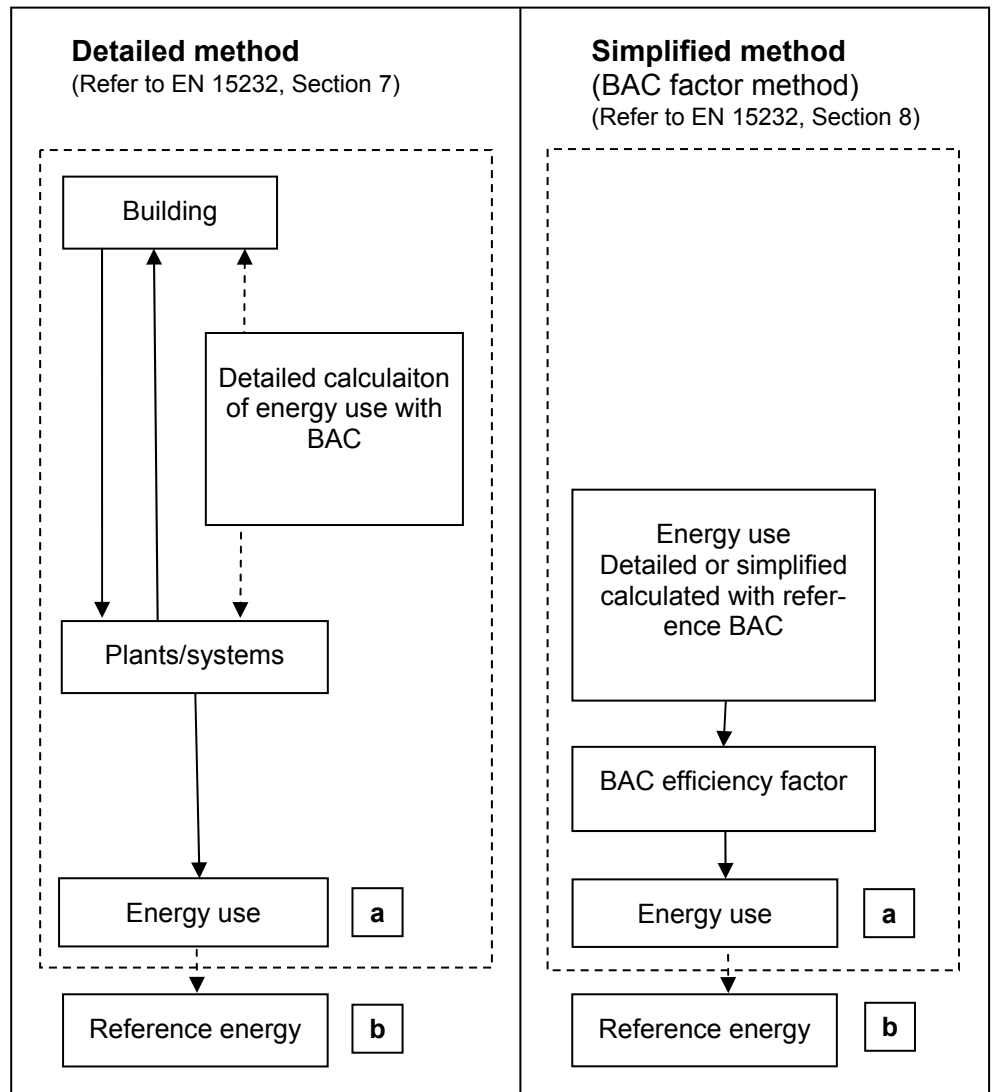 Detailed method
(Refer to EN 15232, Section 7)
Building
Detailed calculaiton
of energy use with
BAC
Plants/systems
Energy use
a
Reference energy
b
Simplified method
(BAC factor method)
(Refer to EN 15232, Section 8)
Energy use
Detailed or simplified
calculated with refer-
ence BAC
BAC efficiency factor
Energy use
a
Reference energy
b